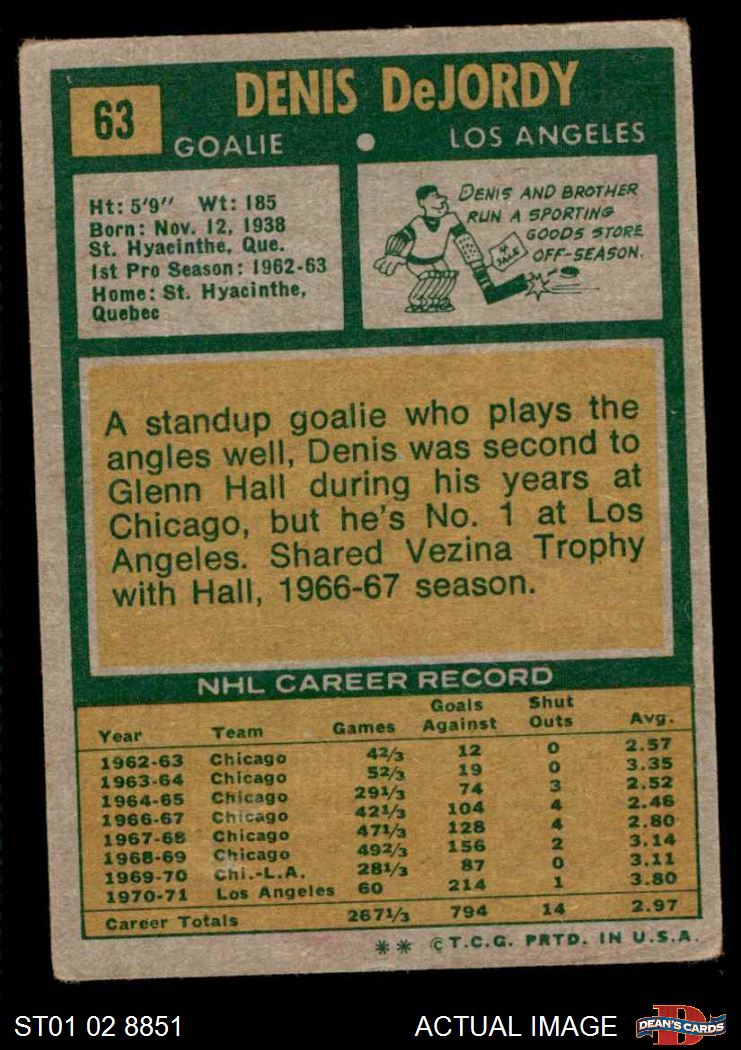 63
DENIS DeJORDY
GOALIE • LOS ANGELES
Ht: 5'9" Wt: 185
Born: Nov. 12, 1938
St. Hyacinthe, Que.
1st Pro Season: 1962-63
Home: St. Hyacinthe,
Quebec
DENIS AND BROTHER
RUN A SPORTING
GOODS STORE
OFF-SEASON.
SALE
A standup goalie who plays the
angles well, Denis was second to
Glenn Hall during his years at
Chicago, but he's No. 1 at Los
Angeles. Shared Vezina Trophy
with Hall, 1966-67 season.
NHL CAREER RECORD
Year Team Games Goals Against Shut Outs Avg.
1962-63 Chicago 42/3 12 0 2.57
1963-64 Chicago 52/3 19 0 3.35
1964-65 Chicago 291/3 74 3 2.52
1966-67 Chicago 421/3 104 4 2.46
1967-68 Chicago 471/3 128 4 2.80
1968-69 Chicago 492/3 156 2 3.14
1969-70 Chi.-L.A. 281/3 87 0 3.11
1970-71 Los Angeles 60 214 1 3.80
Career Totals 2671/3 794 14 2.97
** © T.C.G. PRTD. IN U.S.A.
ST01 02 8851 ACTUAL IMAGE DEAN'S CARDS